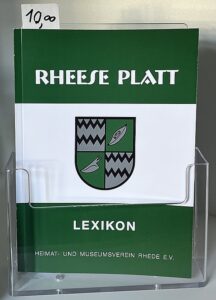 10,00
RHEESE PLATT
LEXIKON
HEIMAT- UND MUSEUMSVEREIN RHEDE E.V.